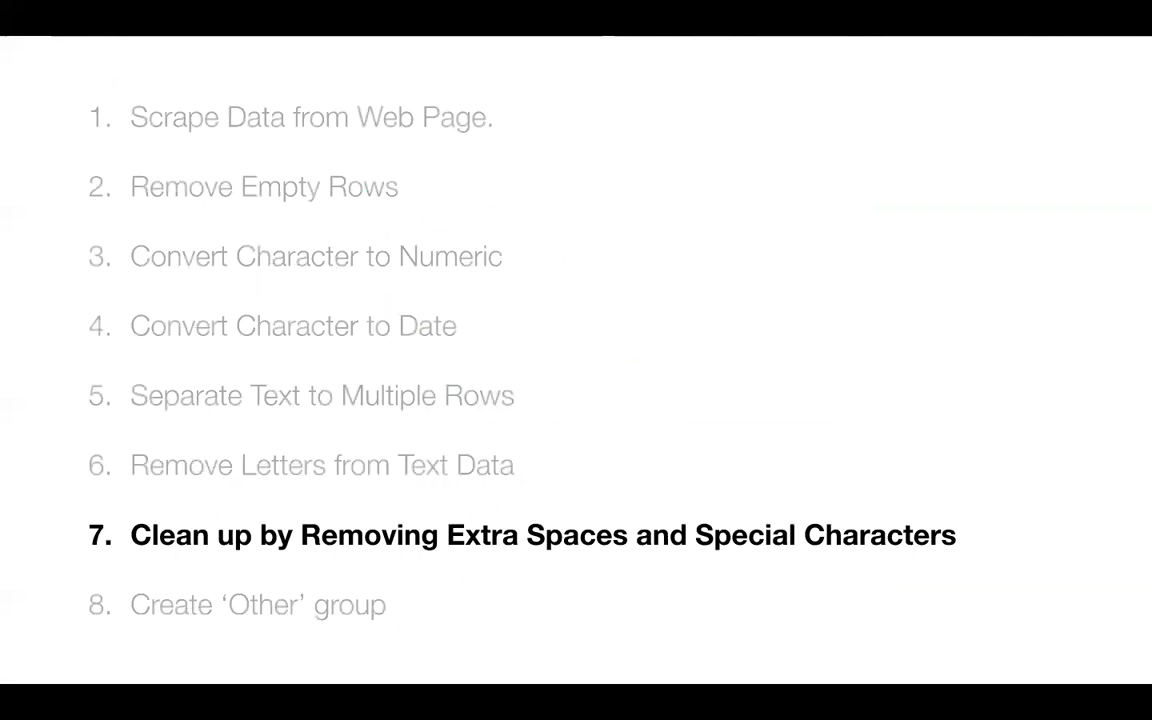 1. Scrape Data from Web Page.
2. Remove Empty Rows
3. Convert Character to Numeric
4. Convert Character to Date
5. Separate Text to Multiple Rows
6. Remove Letters from Text Data
7. Clean up by Removing Extra Spaces and Special Characters
8. Create ‘Other’ group